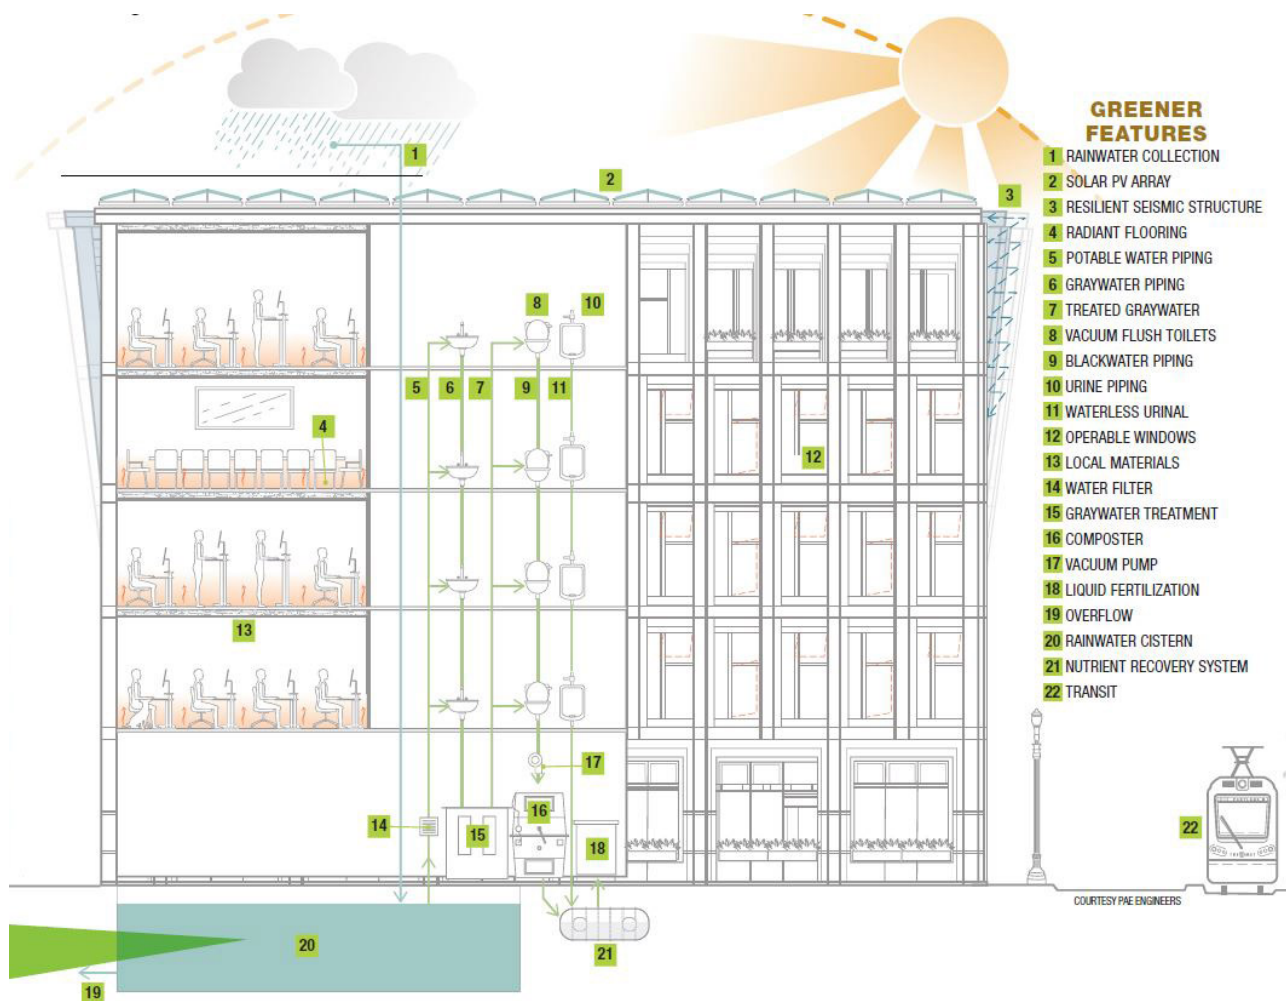 GREENER
FEATURES
1 RAINWATER COLLECTION
2 SOLAR PV ARRAY
3 RESILIENT SEISMIC STRUCTURE
4 RADIANT FLOORING
5 POTABLE WATER PIPING
6 GRAYWATER PIPING
7 TREATED GRAYWATER
8 VACUUM FLUSH TOILETS
9 BLACKWATER PIPING
10 URINE PIPING
11 WATERLESS URINAL
12 OPERABLE WINDOWS
13 LOCAL MATERIALS
14 WATER FILTER
15 GRAYWATER TREATMENT
16 COMPOSTER
17 VACUUM PUMP
18 LIQUID FERTILIZATION
19 OVERFLOW
20 RAINWATER CISTERN
21 NUTRIENT RECOVERY SYSTEM
22 TRANSIT
1
2
3
8
10
5
6
7
9
11
4
12
13
17
14
15
16
18
22
COURTESY PAE ENGINEERS
20
21
19